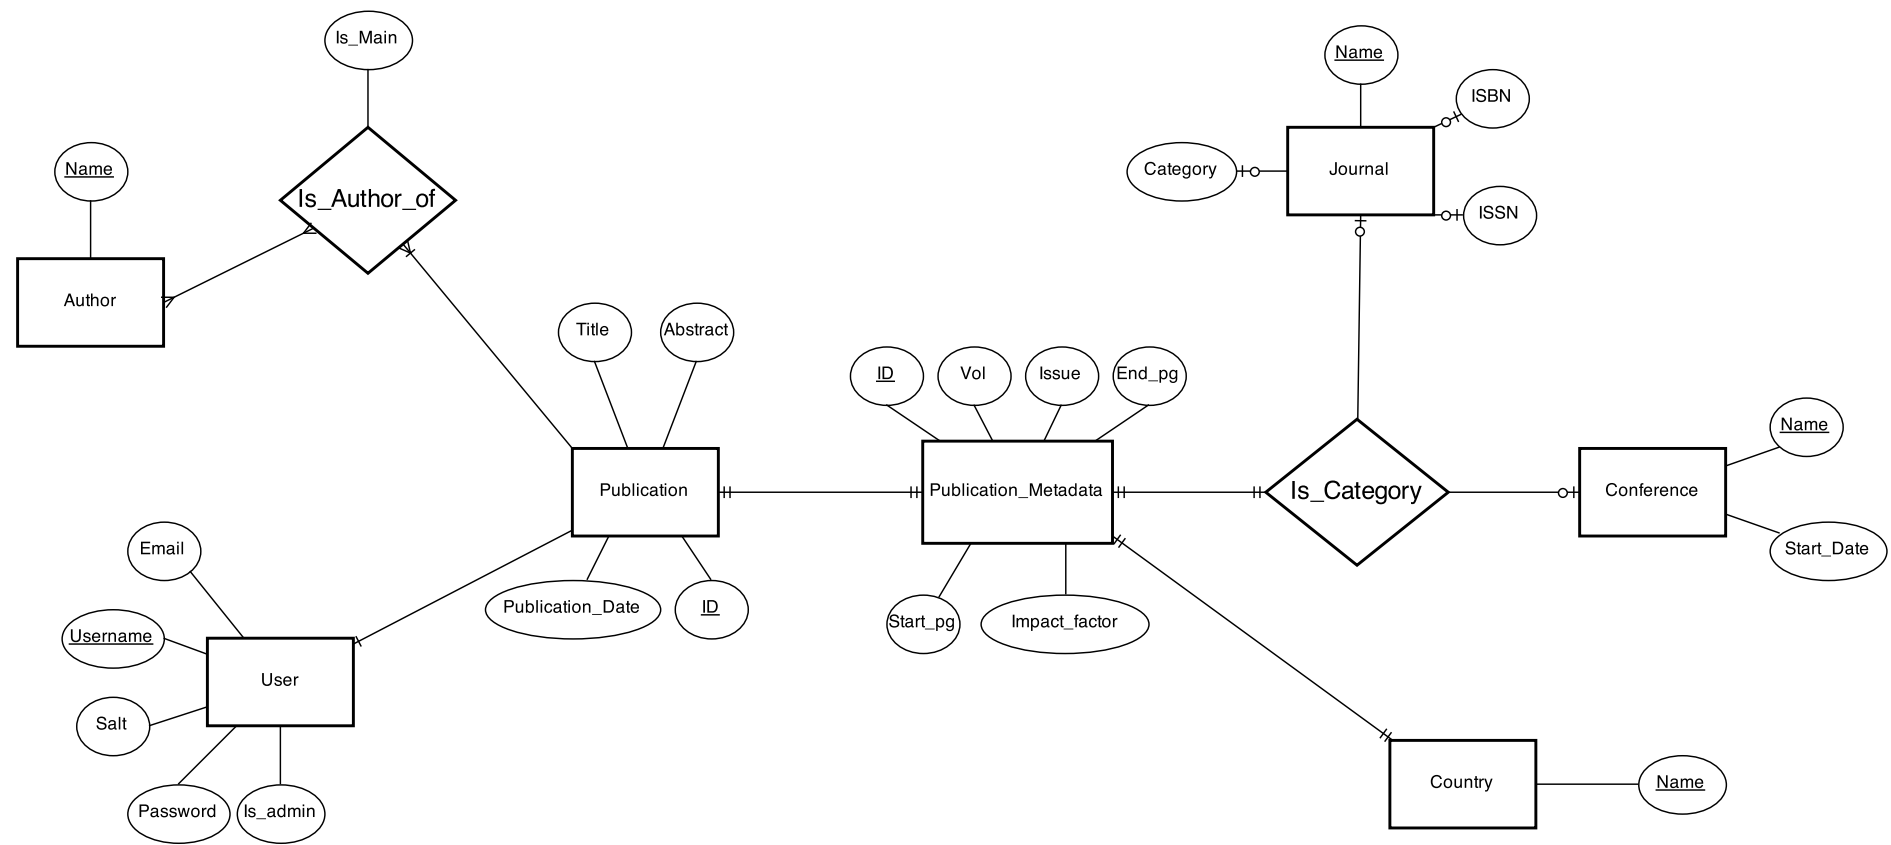 Is_Main
Name
ISBN
Name
Category
Journal
Is_Author_of
ISSN
Author
Title
Abstract
ID
Vol
Issue
End_pg
Name
Publication
Publication_Metadata
Is_Category
Conference
Email
Start_Date
Publication_Date
ID
Start_pg
Impact_factor
Username
User
Salt
Country
Name
Password
Is_admin